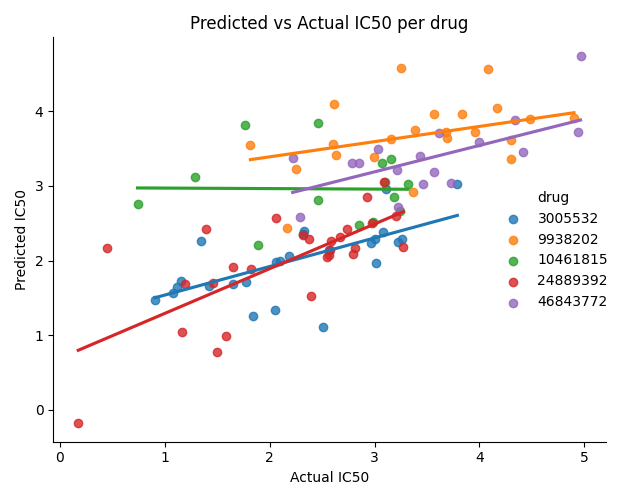 Predicted vs Actual IC50 per drug
Predicted IC50
4
3
2
1
0
drug
3005532
9938202
10461815
24889392
46843772
0 1 2 3 4 5
Actual IC50